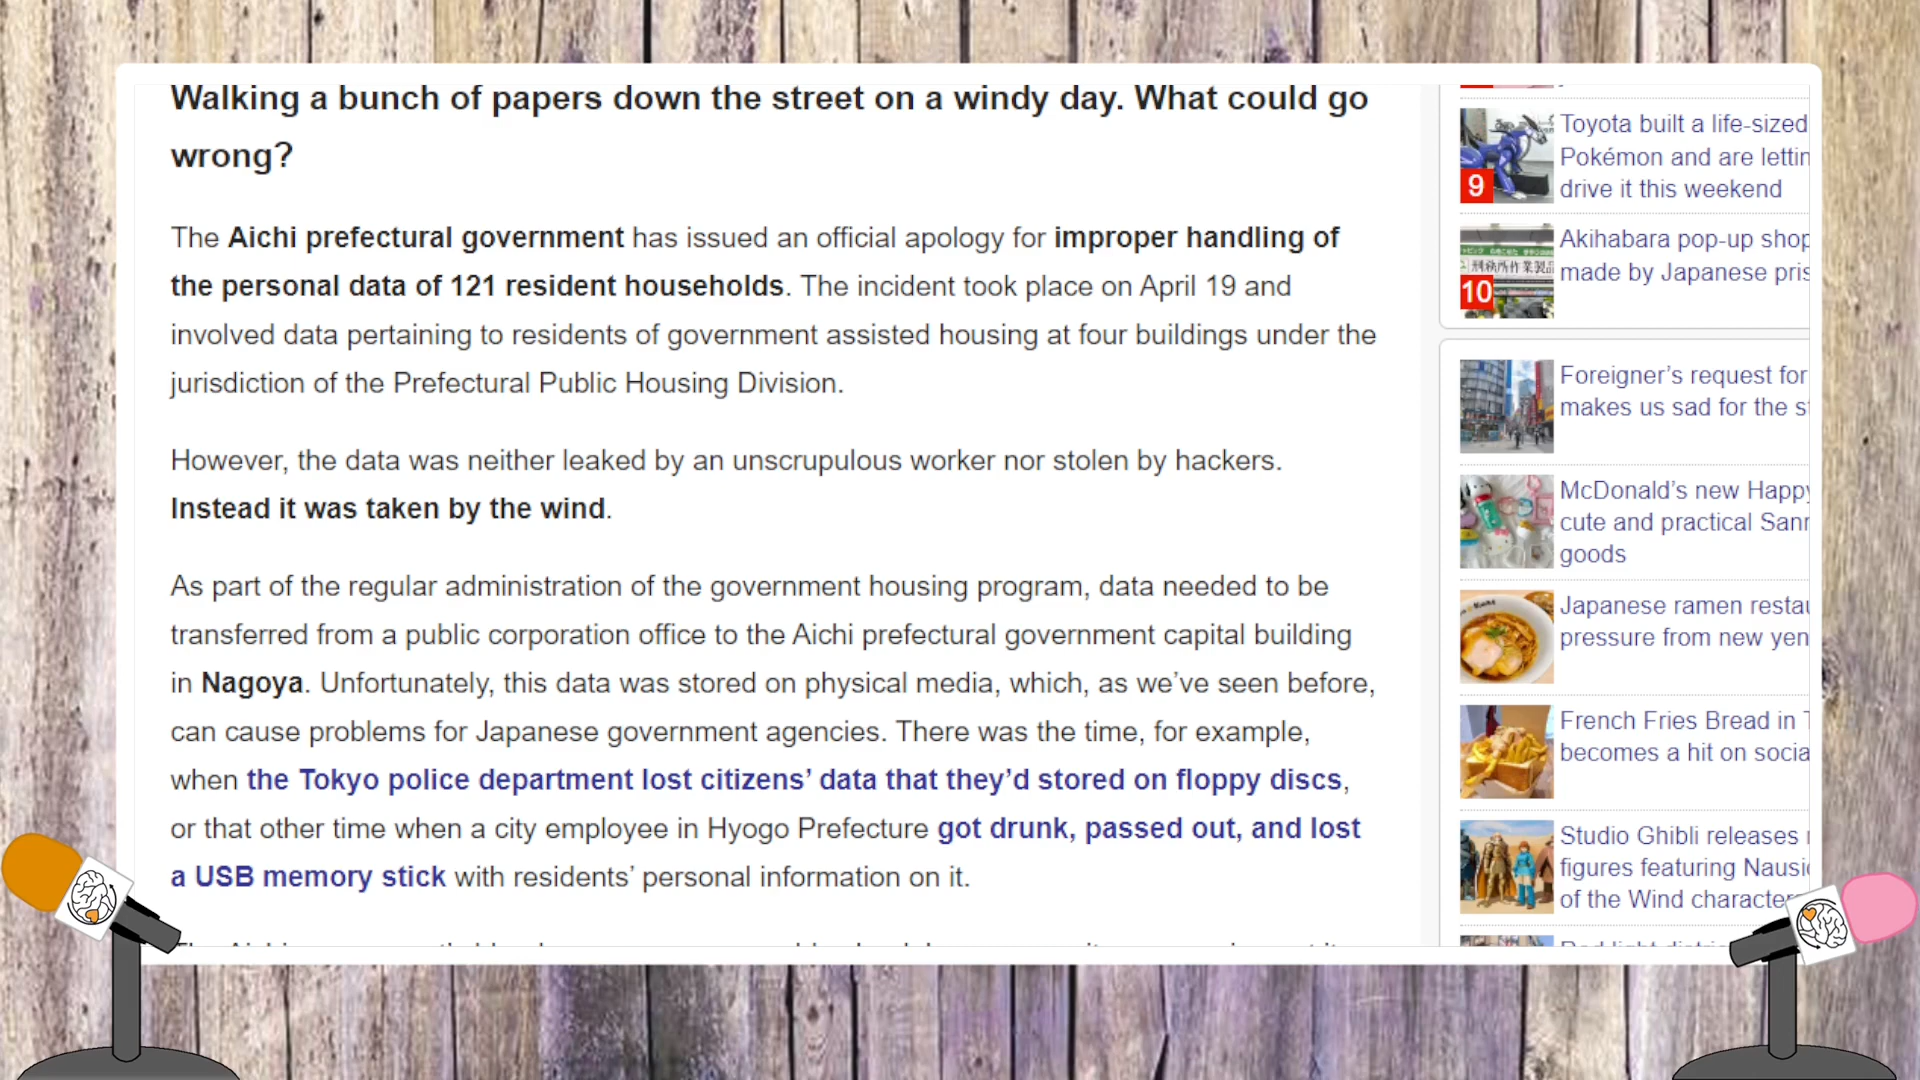 Walking a bunch of papers down the street on a windy day. What could go
wrong?
The Aichi prefectural government has issued an official apology for improper handling of
the personal data of 121 resident households. The incident took place on April 19 and
involved data pertaining to residents of government assisted housing at four buildings under the
jurisdiction of the Prefectural Public Housing Division.
However, the data was neither leaked by an unscrupulous worker nor stolen by hackers.
Instead it was taken by the wind.
As part of the regular administration of the government housing program, data needed to be
transferred from a public corporation office to the Aichi prefectural government capital building
in Nagoya. Unfortunately, this data was stored on physical media, which, as we’ve seen before,
can cause problems for Japanese government agencies. There was the time, for example,
when the Tokyo police department lost citizens’ data that they’d stored on floppy discs,
or that other time when a city employee in Hyogo Prefecture got drunk, passed out, and lost
a USB memory stick with residents’ personal information on it.
Toyota built a life-sized
Pokémon and are lettin
drive it this weekend
9
Akihabara pop-up shop
made by Japanese pris
刑務所作業製品
10
Foreigner’s request for
makes us sad for the s
McDonald’s new Happy
cute and practical Sanr
goods
Japanese ramen restau
pressure from new yen
French Fries Bread in T
becomes a hit on socia
Studio Ghibli releases
figures featuring Nausic
of the Wind character